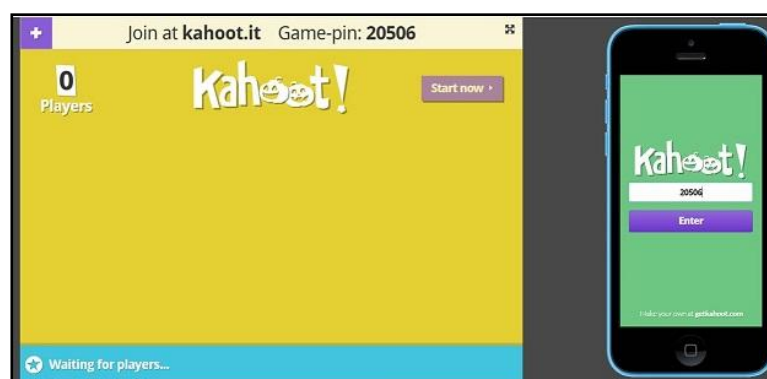 Join at kahoot.it Game-pin: 20506
0
Players
Kahoot!
Start now
Waiting for players...
Kahoot!
20506
Enter
Make your own at getkahoot.com